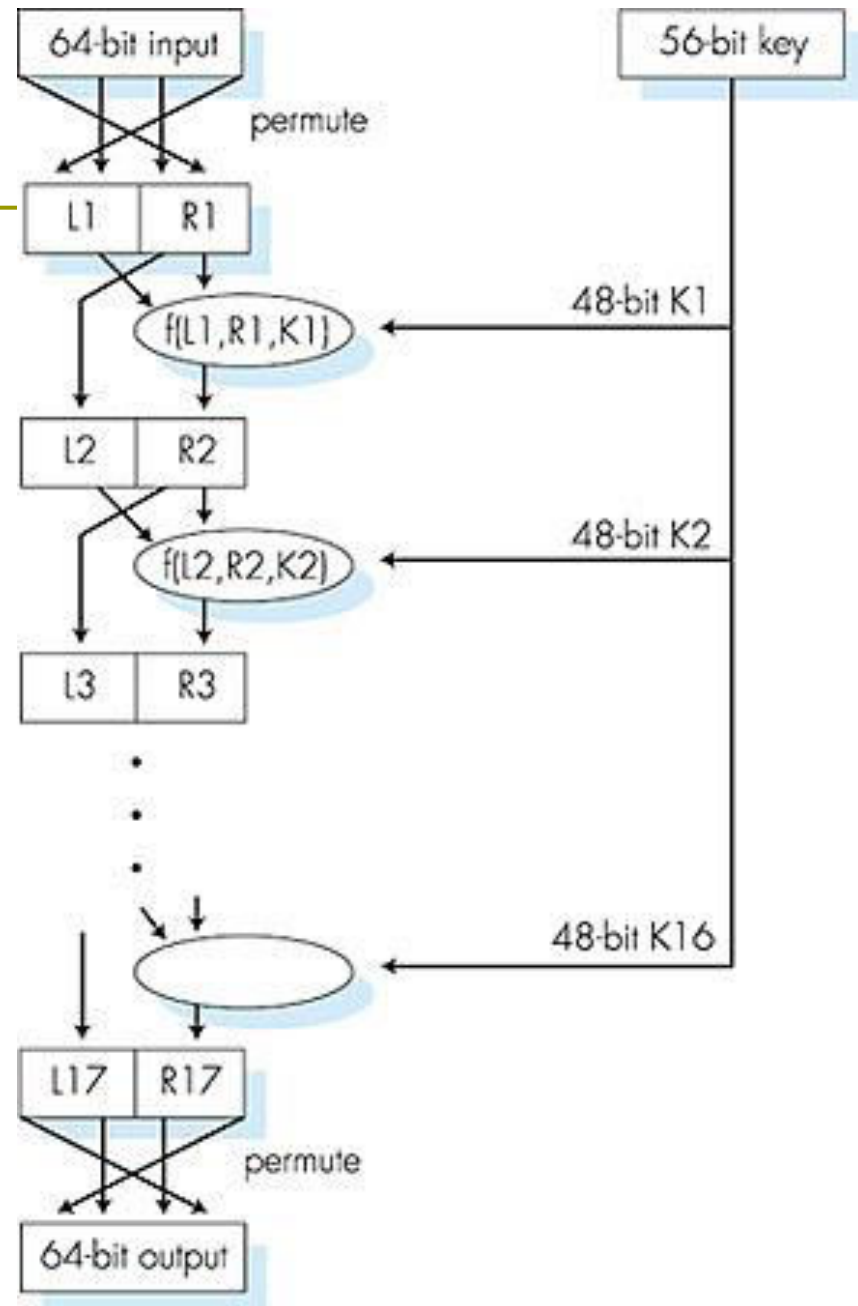 64-bit input
56-bit key
permute
L1 R1
48-bit K1
f(L1,R1,K1)
L2 R2
48-bit K2
f(L2,R2,K2)
L3 R3
48-bit K16
L17 R17
permute
64-bit output